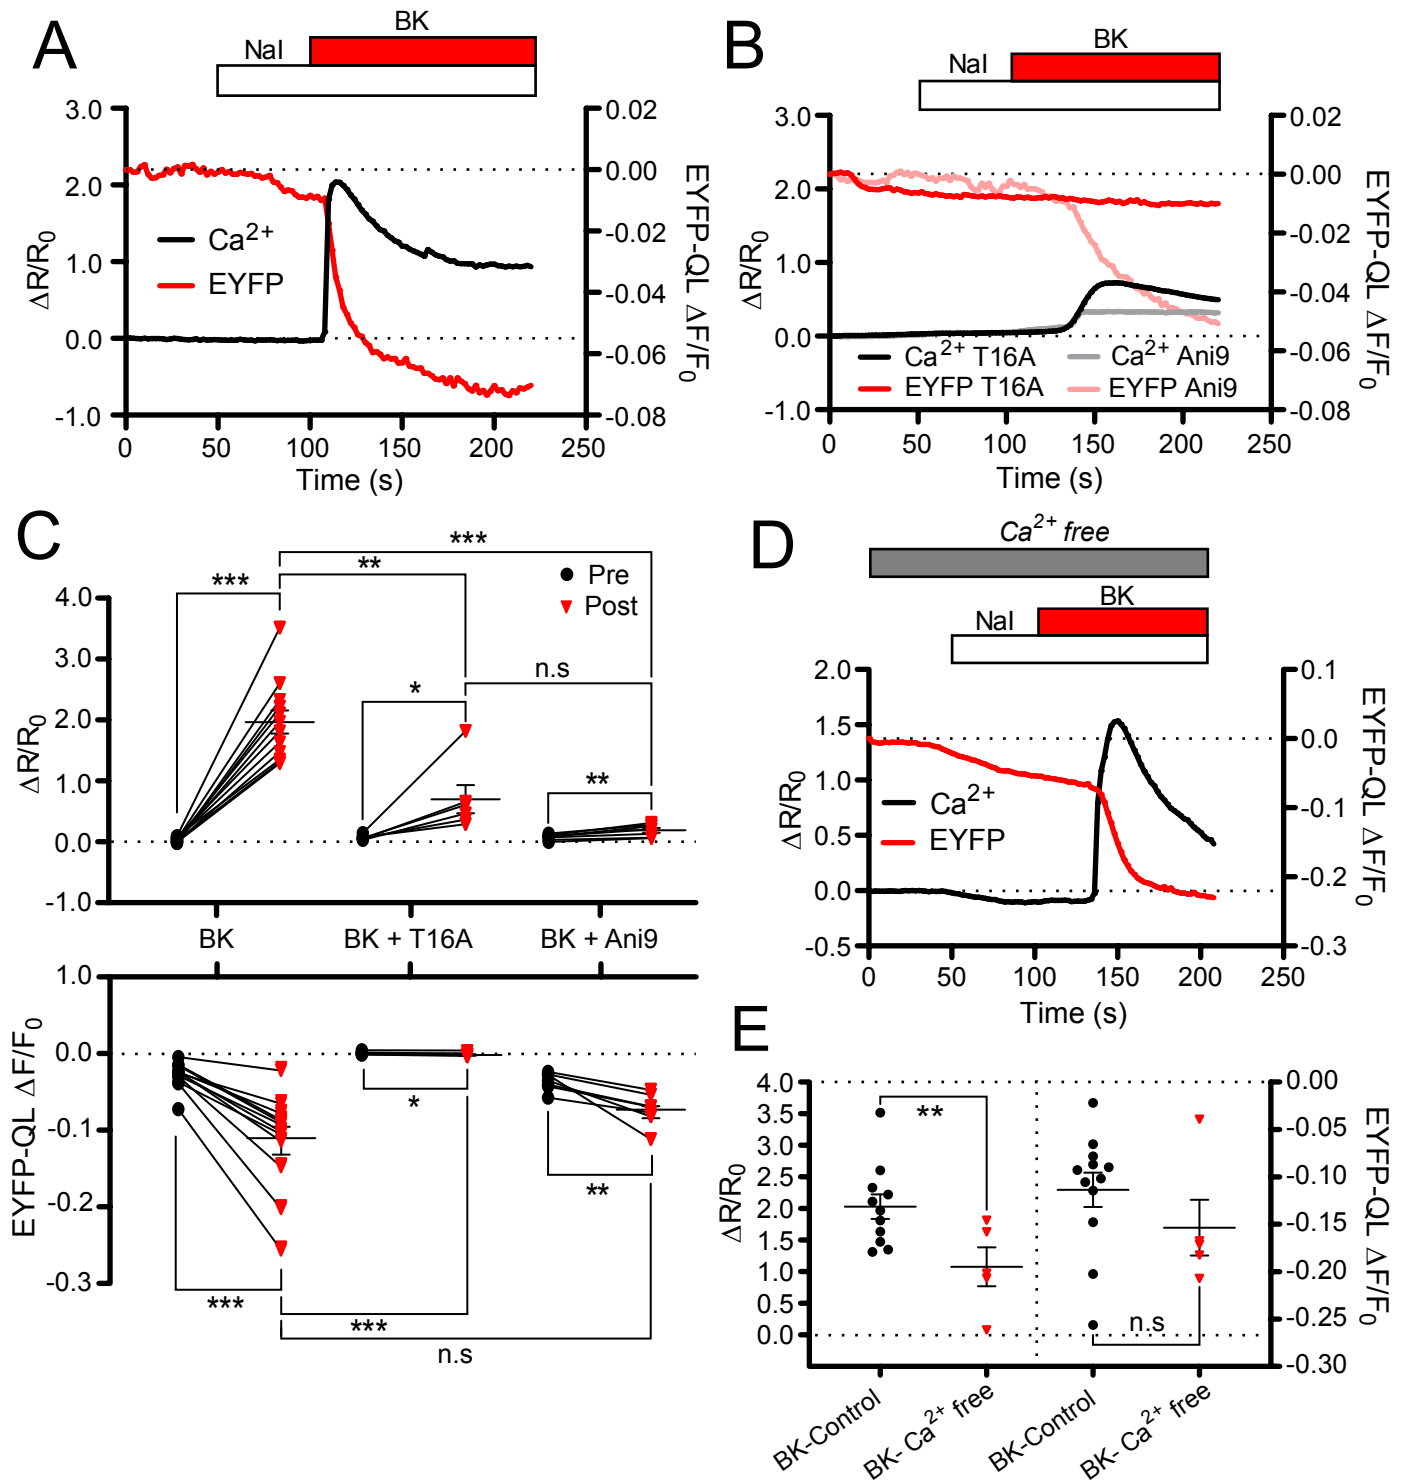 A
BK
NaI
3.0
2.0
1.0
0.0
-1.0
ΔR/R0
Ca2+
EYFP
0.02
0.00
-0.02
-0.04
-0.06
-0.08
EYFP-QL ΔF/F0
0 50 100 150 200 250
Time (s)
B
BK
NaI
3.0
2.0
1.0
0.0
-1.0
ΔR/R0
Ca2+ T16A
EYFP T16A
Ca2+ Ani9
EYFP Ani9
0.02
0.00
-0.02
-0.04
-0.06
-0.08
EYFP-QL ΔF/F0
0 50 100 150 200 250
Time (s)
C
***
**
***
Pre
Post
n.s
*
**
4.0
3.0
2.0
1.0
0.0
-1.0
ΔR/R0
BK BK + T16A BK + Ani9
1.0
0.0
-0.1
-0.2
-0.3
EYFP-QL ΔF/F0
*
**
***
***
n.s
D
Ca2+ free
BK
NaI
2.0
1.5
1.0
0.5
0.0
-0.5
ΔR/R0
Ca2+
EYFP
0.1
0.0
-0.1
-0.2
-0.3
EYFP-QL ΔF/F0
0 50 100 150 200 250
Time (s)
E
4.0
3.5
3.0
2.5
2.0
1.5
1.0
0.5
0.0
ΔR/R0
**
n.s
0.00
-0.05
-0.10
-0.15
-0.20
-0.25
-0.30
EYFP-QL ΔF/F0
BK-Control
BK- Ca2+ free
BK-Control
BK- Ca2+ free